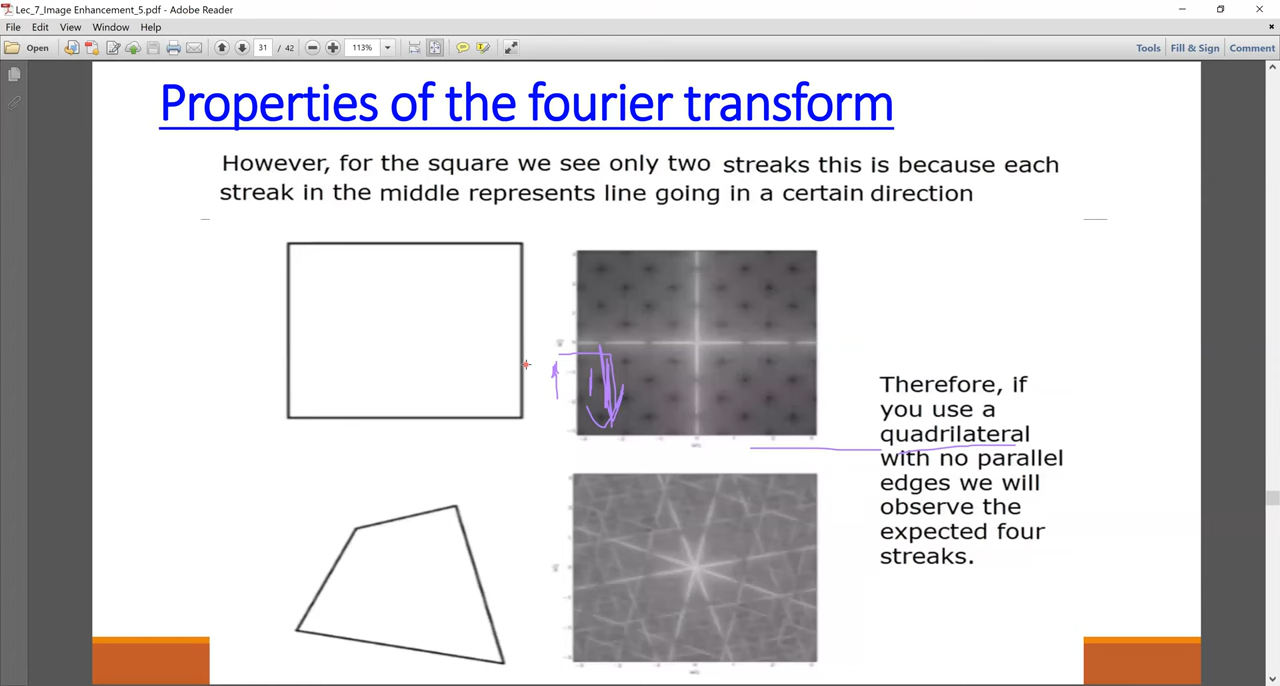 Lec_7_Image Enhancement_5.pdf - Adobe Reader
File Edit View Window Help
Open 31 / 42 113% Tools Fill & Sign Comment
Properties of the fourier transform
However, for the square we see only two streaks this is because each
streak in the middle represents line going in a certain direction
Therefore, if
you use a
quadrilateral
with no parallel
edges we will
observe the
expected four
streaks.